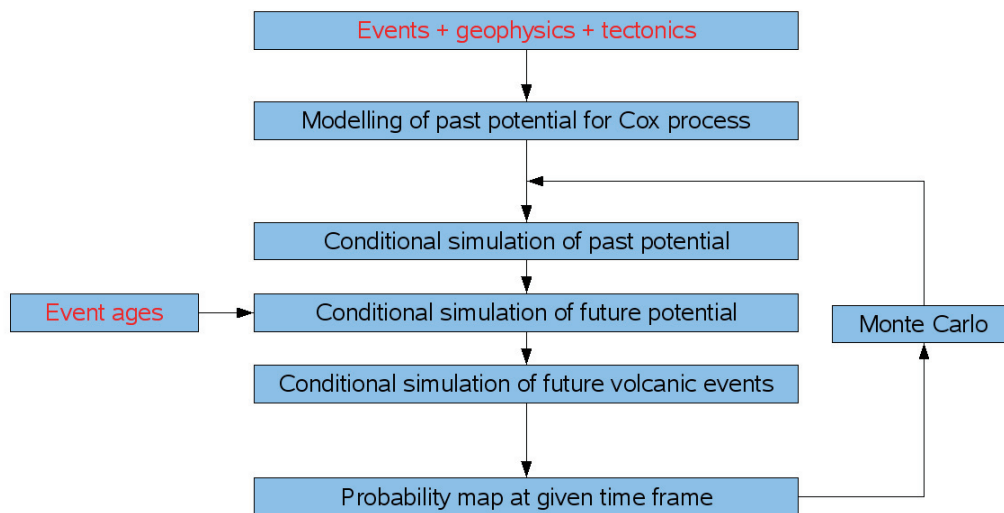 Events + geophysics + tectonics
Modelling of past potential for Cox process
Conditional simulation of past potential
Event ages
Conditional simulation of future potential
Monte Carlo
Conditional simulation of future volcanic events
Probability map at given time frame